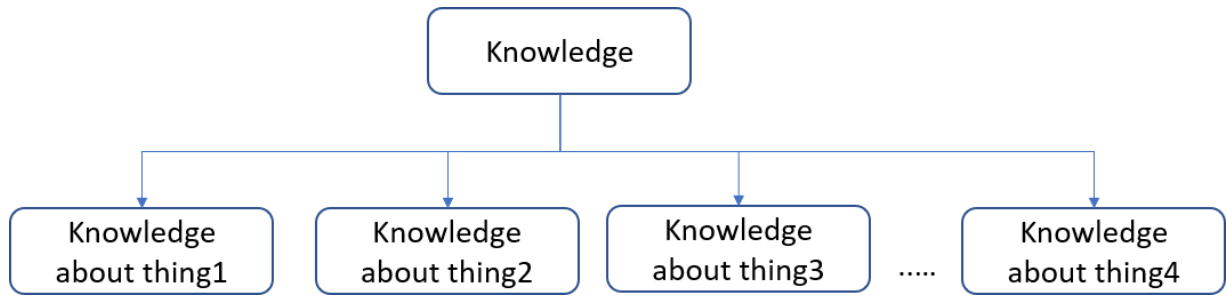 Knowledge
Knowledge
about thing1
Knowledge
about thing2
Knowledge
about thing3
.....
Knowledge
about thing4